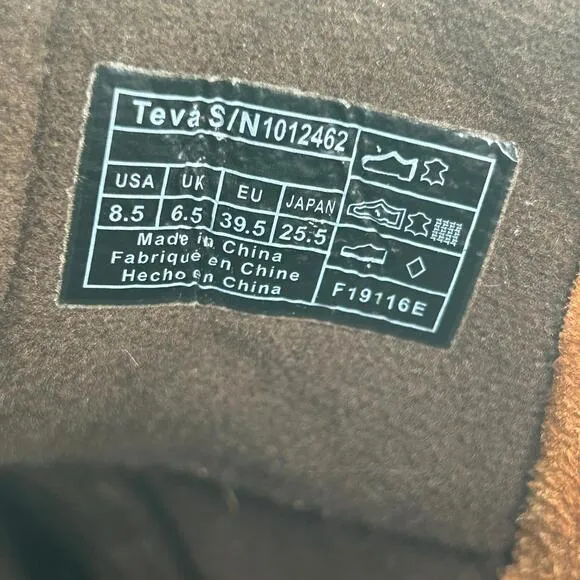 Teva S/N1012462
USA UK EU JAPAN
8.5 6.5 39.5 25.5
Made in China
Fabriqué en Chine
Hecho en China
F19116E